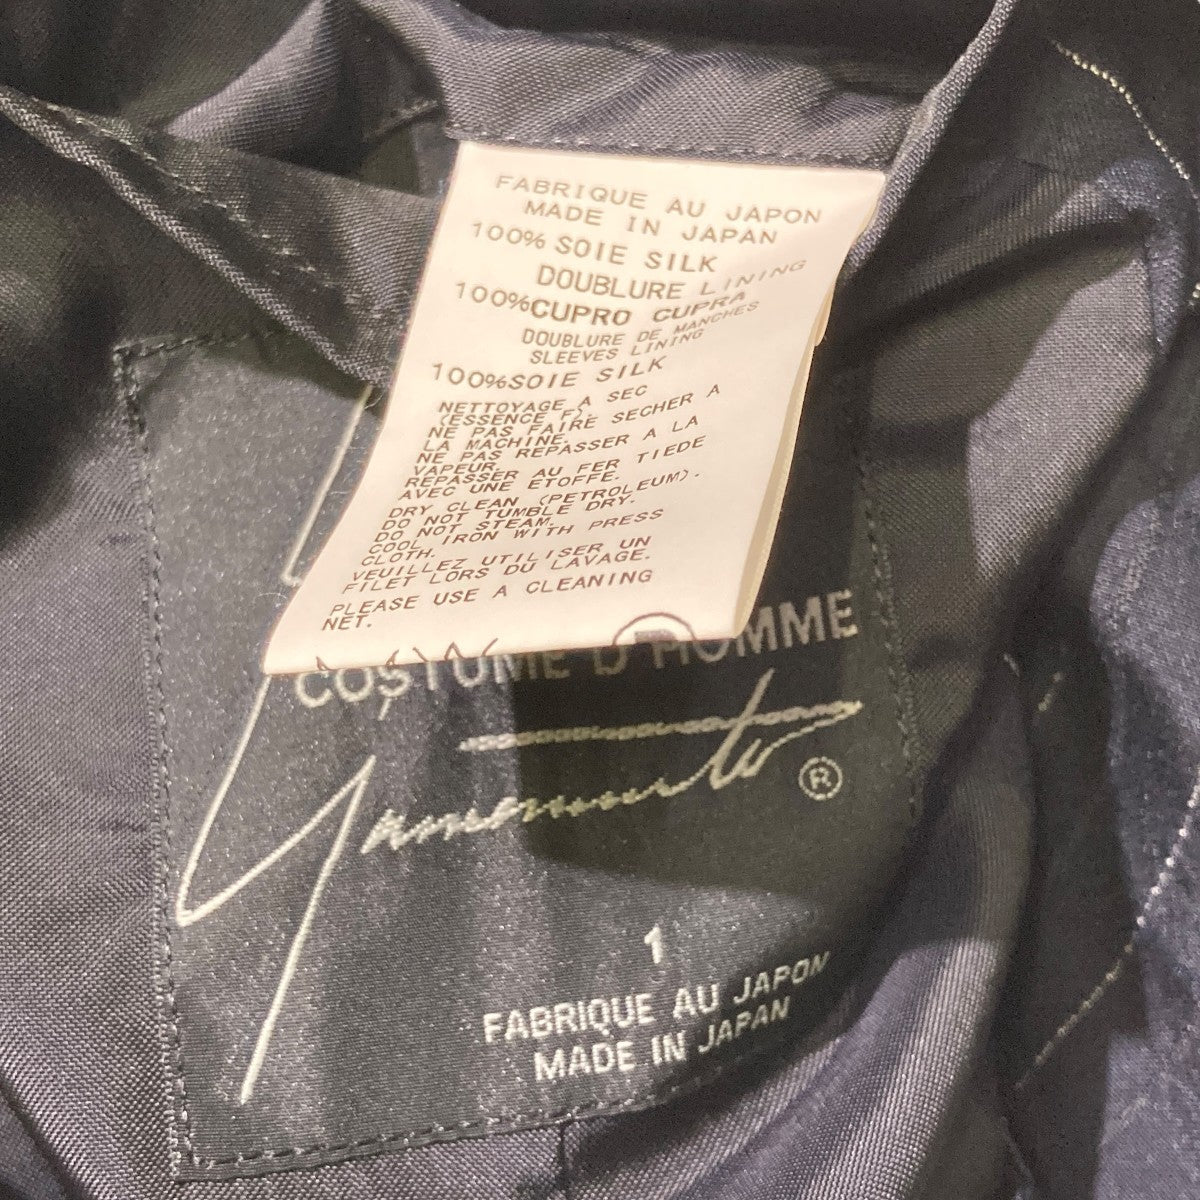 FABRIQUE AU JAPON
MADE IN JAPAN
100% SOIE SILK
DOUBLURE LINING
100%CUPRO CUPRA
DOUBLURE DE MANCHES
SLEEVES LINING
100%SOIE SILK
NETTOYAGE A SEC
(ESSENCE F).
NE PAS FAIRE SECHER A
LA MACHINE.
NE PAS REPASSER A LA
VAPEUR.
REPASSER AU FER TIEDE
AVEC UNE ETOFFE.
DRY CLEAN (PETROLEUM).
DO NOT TUMBLE DRY.
DO NOT STEAM.
COOL IRON WITH PRESS
CLOTH.
VEUILLEZ UTILISER UN
FILET LORS DU LAVAGE.
PLEASE USE A CLEANING
NET.
COSTUME D'HOMME
Yamamoto ®
1
FABRIQUE AU JAPON
MADE IN JAPAN